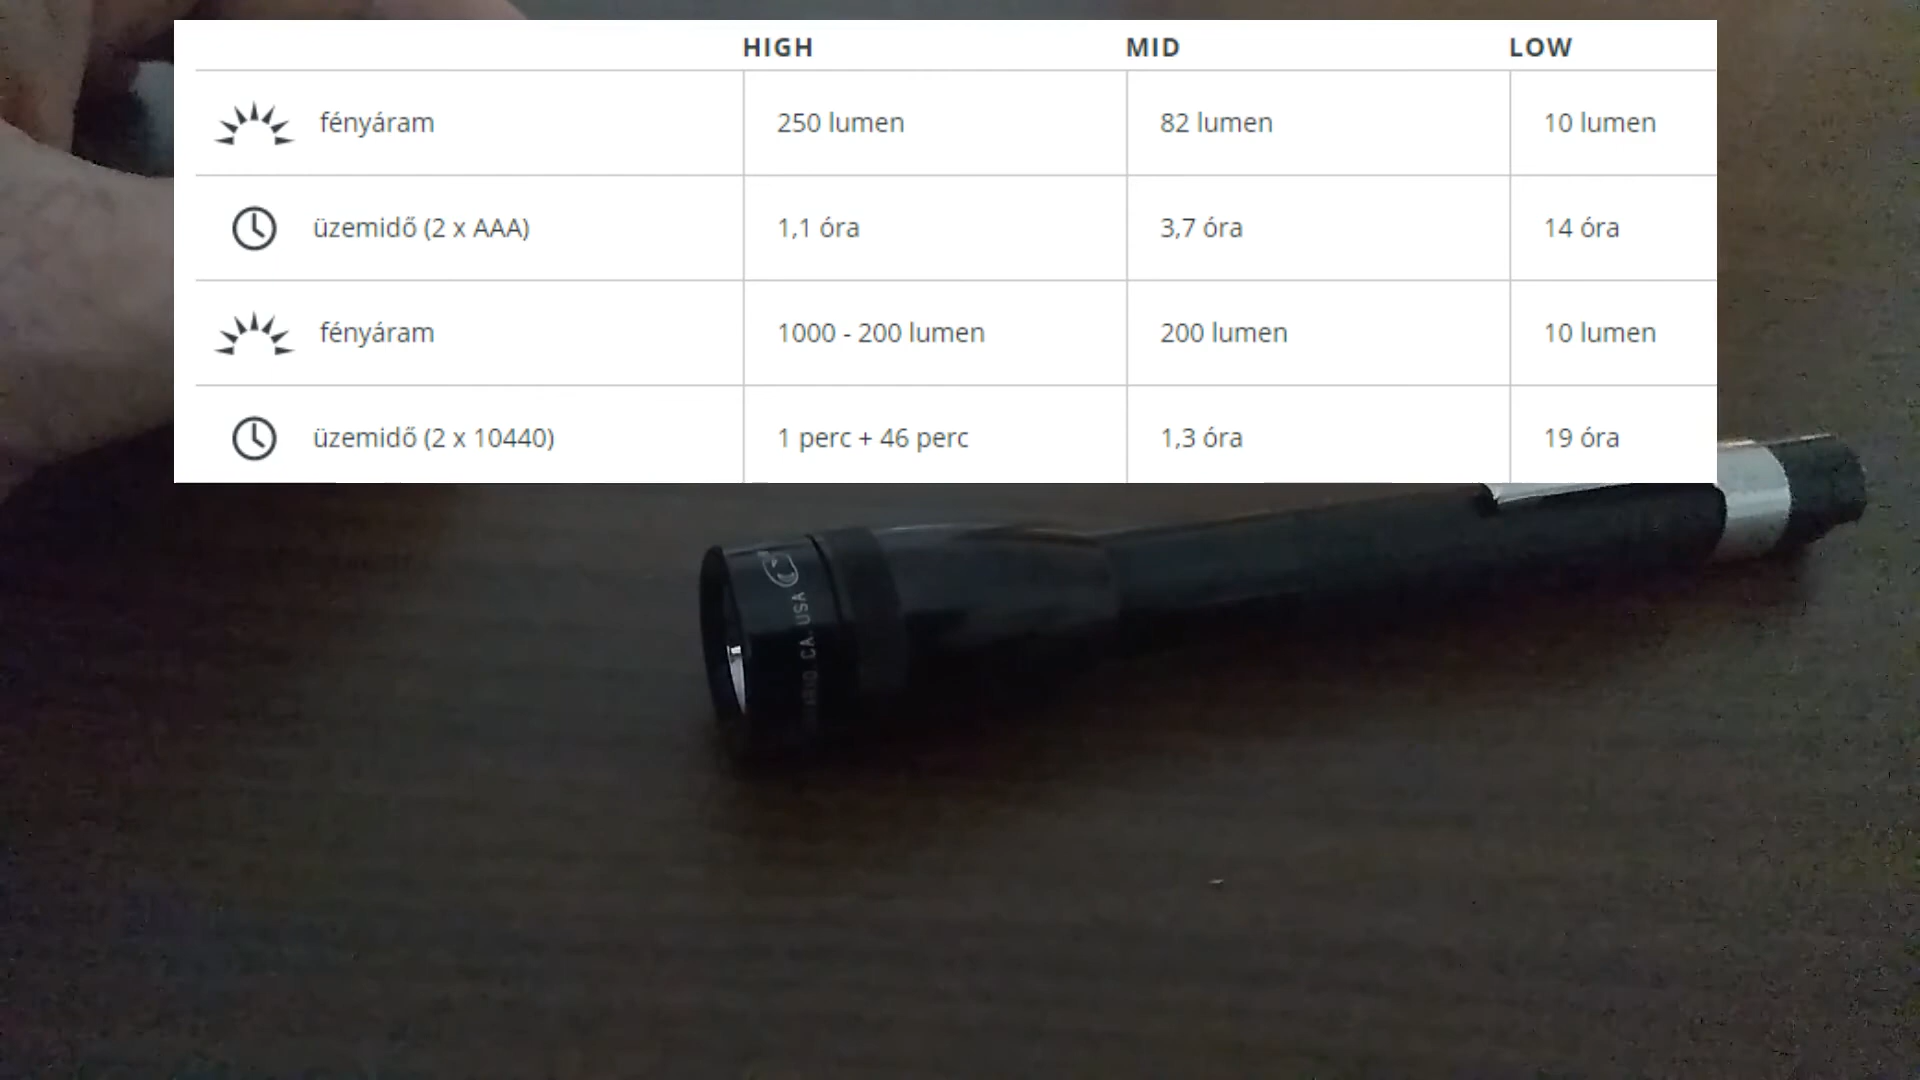 HIGH MID LOW
fényáram 250 lumen 82 lumen 10 lumen
üzemidő (2 x AAA) 1,1 óra 3,7 óra 14 óra
fényáram 1000 - 200 lumen 200 lumen 10 lumen
üzemidő (2 x 10440) 1 perc + 46 perc 1,3 óra 19 óra
CA. USA